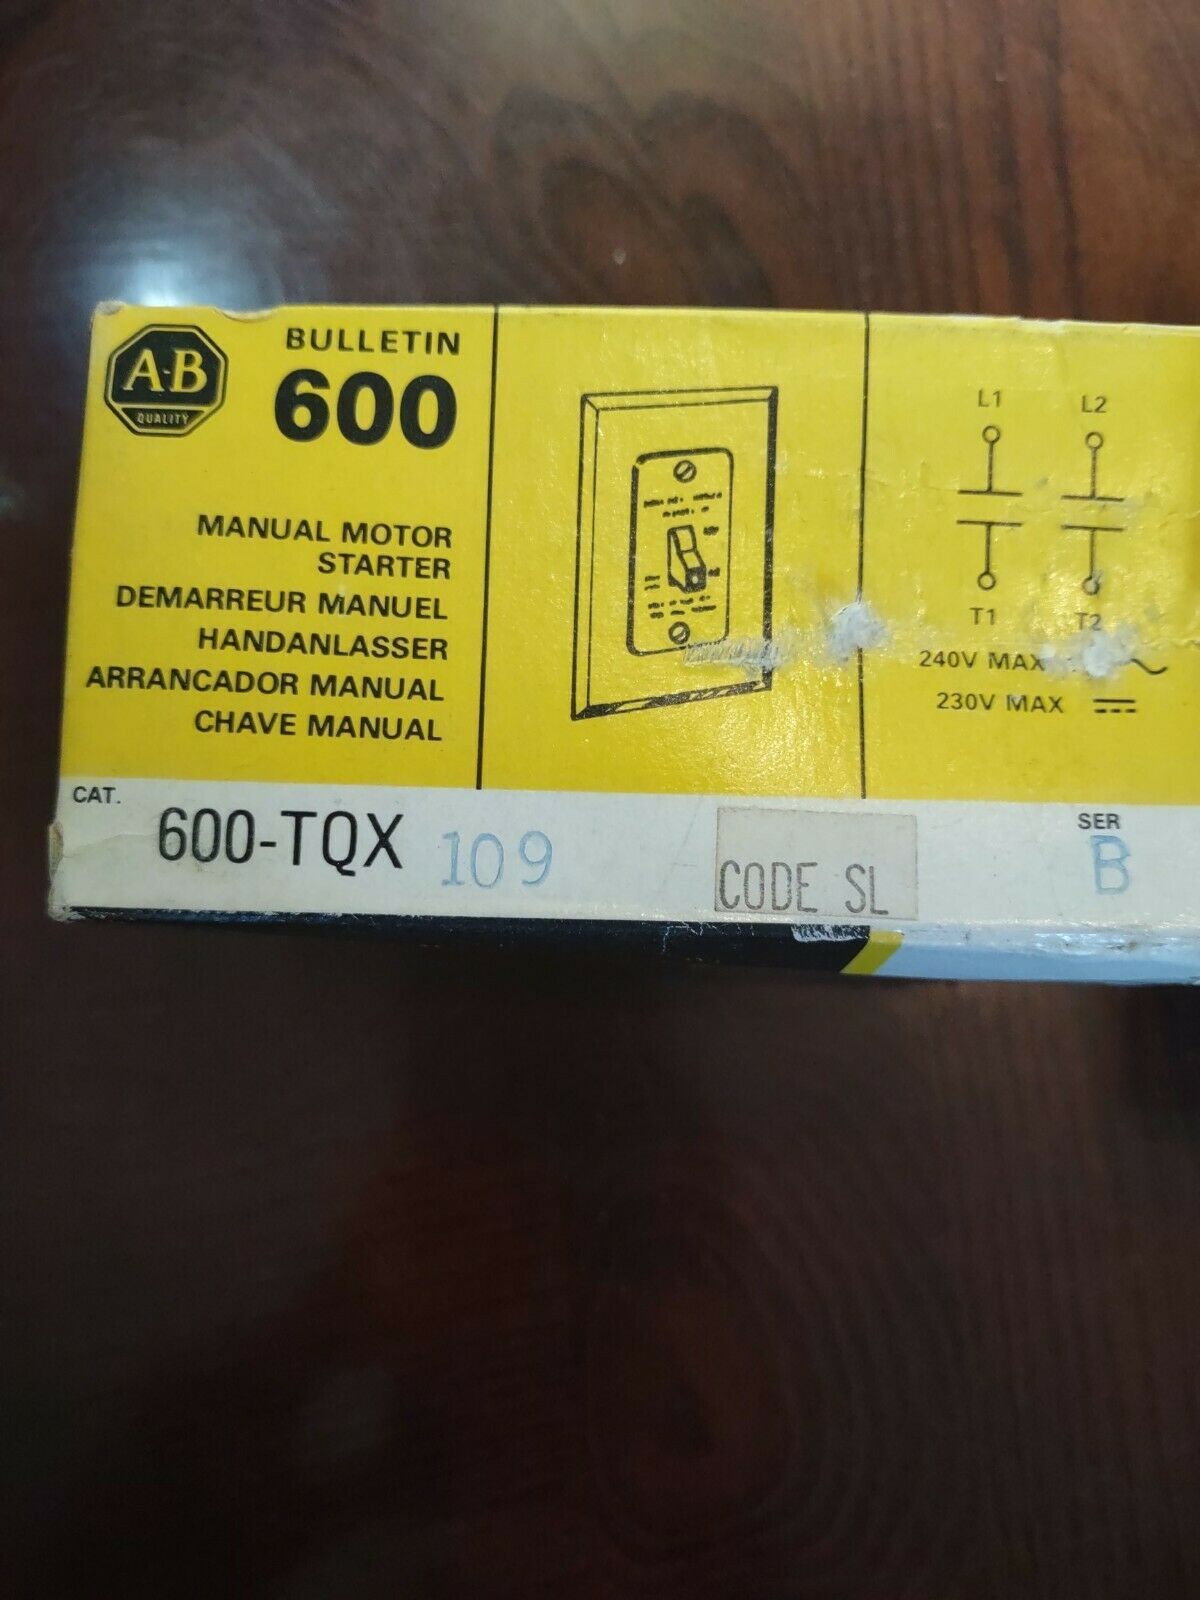 A-B
QUALITY
BULLETIN
600
MANUAL MOTOR
STARTER
DEMARREUR MANUEL
HANDANLASSER
ARRANCADOR MANUAL
CHAVE MANUAL
L1 L2
T1 T2
240V MAX ~
230V MAX ⎓
CAT.
600-TQX 109
CODE SL
SER
B